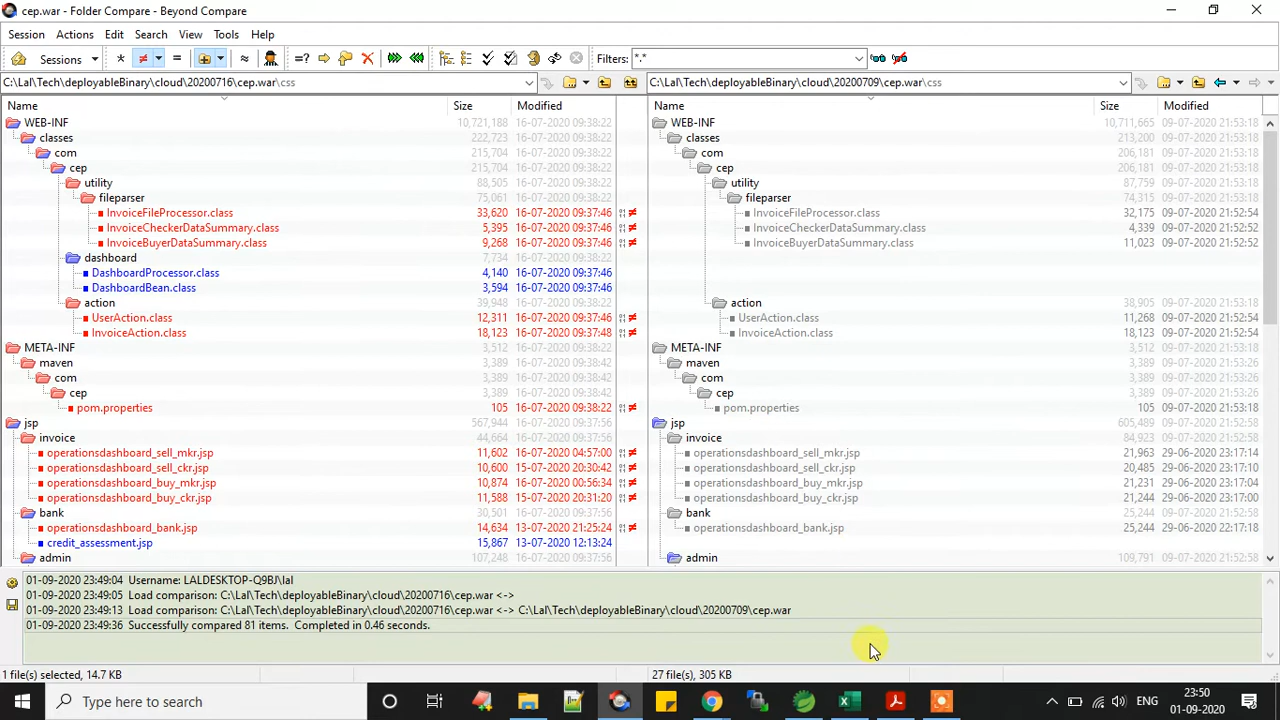 cep.war - Folder Compare - Beyond Compare
Session Actions Edit Search View Tools Help
Sessions * ≠ = ≈ =? Filters: *.*
C:\Lal\Tech\deployableBinary\cloud\20200716\cep.war\css C:\Lal\Tech\deployableBinary\cloud\20200709\cep.war\css
Name Size Modified Name Size Modified
WEB-INF 10,721,188 16-07-2020 09:38:22 WEB-INF 10,711,665 09-07-2020 21:53:18
classes 222,723 16-07-2020 09:38:22 classes 213,200 09-07-2020 21:53:18
com 215,704 16-07-2020 09:38:22 com 206,181 09-07-2020 21:53:18
cep 215,704 16-07-2020 09:38:22 cep 206,181 09-07-2020 21:53:18
utility 88,505 16-07-2020 09:38:22 utility 87,759 09-07-2020 21:53:18
fileparser 75,061 16-07-2020 09:38:22 fileparser 74,315 09-07-2020 21:53:18
InvoiceFileProcessor.class 33,620 16-07-2020 09:37:46 ≠ InvoiceFileProcessor.class 32,175 09-07-2020 21:52:54
InvoiceCheckerDataSummary.class 5,395 16-07-2020 09:37:46 ≠ InvoiceCheckerDataSummary.class 4,339 09-07-2020 21:52:52
InvoiceBuyerDataSummary.class 9,268 16-07-2020 09:37:46 ≠ InvoiceBuyerDataSummary.class 11,023 09-07-2020 21:52:52
dashboard 7,734 16-07-2020 09:38:22
DashboardProcessor.class 4,140 16-07-2020 09:37:46
DashboardBean.class 3,594 16-07-2020 09:37:46
action 39,948 16-07-2020 09:38:22 action 38,905 09-07-2020 21:53:18
UserAction.class 12,311 16-07-2020 09:37:46 ≠ UserAction.class 11,268 09-07-2020 21:52:54
InvoiceAction.class 18,123 16-07-2020 09:37:48 ≠ InvoiceAction.class 18,123 09-07-2020 21:52:54
META-INF 3,512 16-07-2020 09:38:22 META-INF 3,512 09-07-2020 21:53:18
maven 3,389 16-07-2020 09:38:42 maven 3,389 09-07-2020 21:53:26
com 3,389 16-07-2020 09:38:42 com 3,389 09-07-2020 21:53:26
cep 3,389 16-07-2020 09:38:42 cep 3,389 09-07-2020 21:53:26
pom.properties 105 16-07-2020 09:38:22 ≠ pom.properties 105 09-07-2020 21:53:18
jsp 567,944 16-07-2020 09:37:56 jsp 605,489 09-07-2020 21:52:58
invoice 44,664 16-07-2020 09:37:56 invoice 84,923 09-07-2020 21:52:58
operationsdashboard_sell_mkr.jsp 11,602 16-07-2020 04:57:00 ≠ operationsdashboard_sell_mkr.jsp 21,963 29-06-2020 23:17:14
operationsdashboard_sell_ckr.jsp 10,600 15-07-2020 20:30:42 ≠ operationsdashboard_sell_ckr.jsp 20,485 29-06-2020 23:17:10
operationsdashboard_buy_mkr.jsp 10,874 16-07-2020 00:56:34 ≠ operationsdashboard_buy_mkr.jsp 21,231 29-06-2020 23:17:04
operationsdashboard_buy_ckr.jsp 11,588 15-07-2020 20:31:20 ≠ operationsdashboard_buy_ckr.jsp 21,244 29-06-2020 23:17:00
bank 30,501 16-07-2020 09:37:56 bank 25,244 09-07-2020 21:52:58
operationsdashboard_bank.jsp 14,634 13-07-2020 21:25:24 ≠ operationsdashboard_bank.jsp 25,244 29-06-2020 22:17:18
credit_assessment.jsp 15,867 13-07-2020 12:13:24
admin 107,248 16-07-2020 09:37:56 admin 109,791 09-07-2020 21:52:58
01-09-2020 23:49:04 Username: LALDESKTOP-Q9BJ\lal
01-09-2020 23:49:05 Load comparison: C:\Lal\Tech\deployableBinary\cloud\20200716\cep.war <->
01-09-2020 23:49:13 Load comparison: C:\Lal\Tech\deployableBinary\cloud\20200716\cep.war <-> C:\Lal\Tech\deployableBinary\cloud\20200709\cep.war
01-09-2020 23:49:36 Successfully compared 81 items. Completed in 0.46 seconds.
1 file(s) selected, 14.7 KB 27 file(s), 305 KB
Type here to search ENG 23:50
01-09-2020